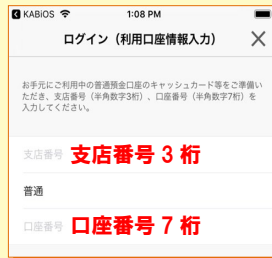 KABiOS 1:08 PM
ログイン（利用口座情報入力） ×
お手元にご利用中の普通預金口座のキャッシュカード等をご準備い
ただき、支店番号（半角数字3桁）、口座番号（半角数字7桁）を
入力してください。
支店番号 支店番号 3 桁
普通
口座番号 口座番号 7 桁